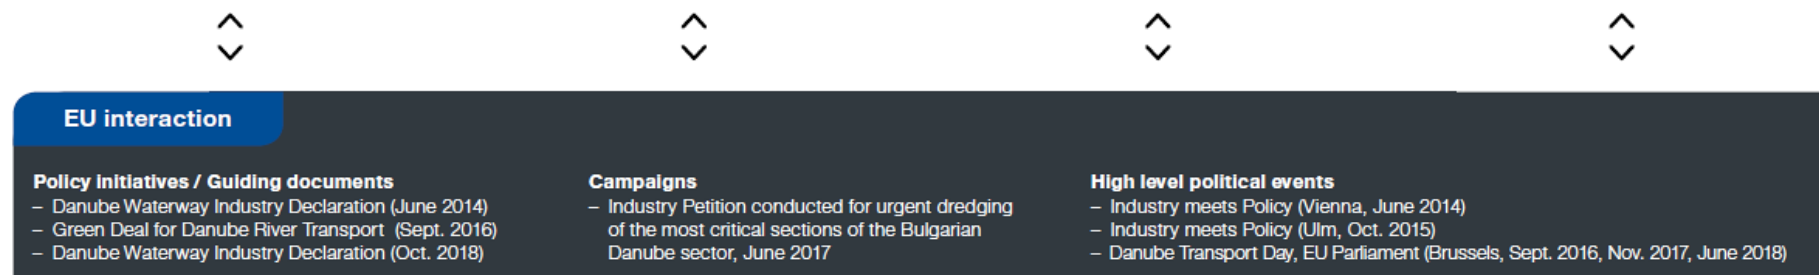 EU interaction
Policy initiatives / Guiding documents
– Danube Waterway Industry Declaration (June 2014)
– Green Deal for Danube River Transport (Sept. 2016)
– Danube Waterway Industry Declaration (Oct. 2018)
Campaigns
– Industry Petition conducted for urgent dredging
of the most critical sections of the Bulgarian
Danube sector, June 2017
High level political events
– Industry meets Policy (Vienna, June 2014)
– Industry meets Policy (Ulm, Oct. 2015)
– Danube Transport Day, EU Parliament (Brussels, Sept. 2016, Nov. 2017, June 2018)